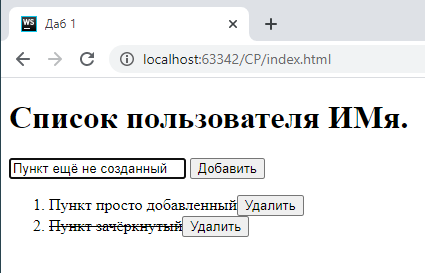 WS Даб 1
localhost:63342/CP/index.html
Список пользователя ИМя.
Пункт ещё не созданный Добавить
1. Пункт просто добавленный Удалить
2. Пункт зачёркнутый Удалить